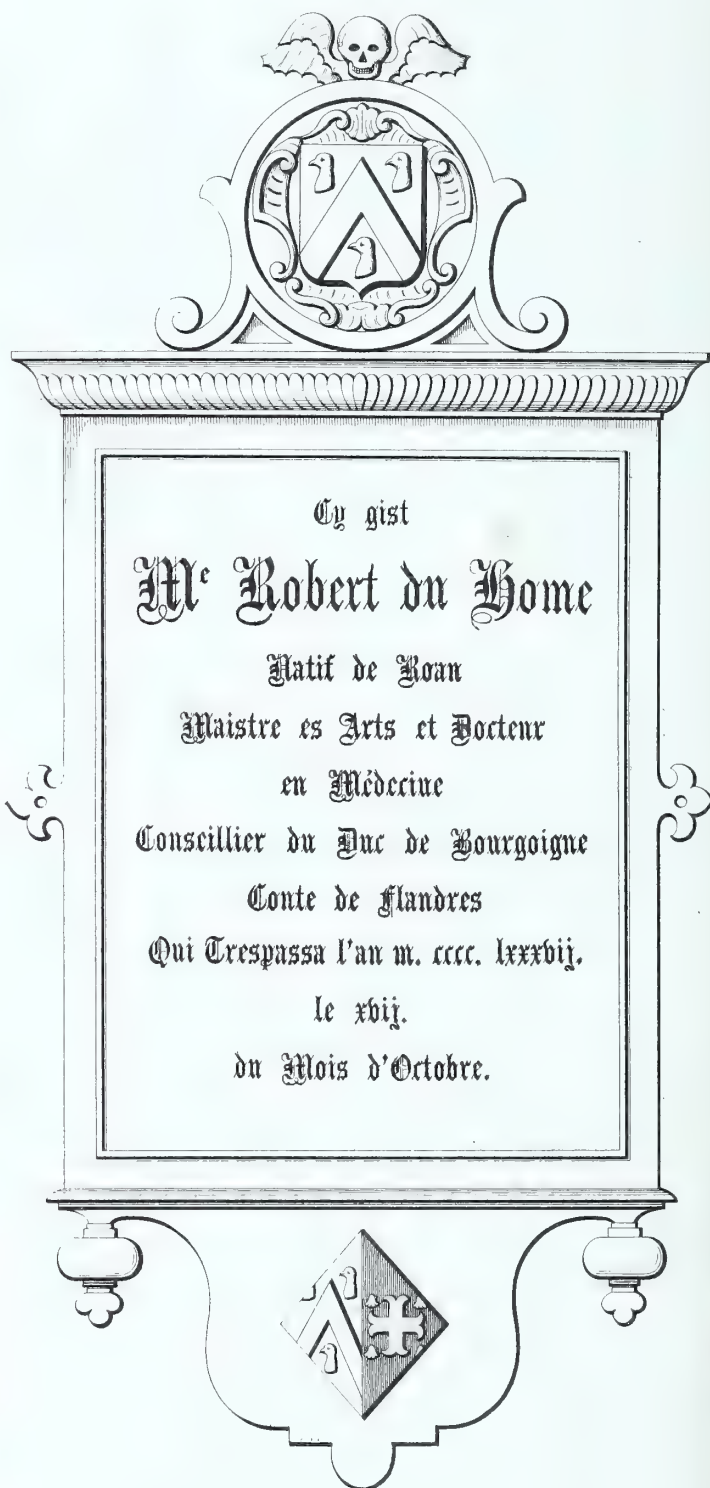 Cy gist
Me Robert du Home
Natif de Roan
Maistre es Arts et Docteur
en Médecine
Conseillier du Duc de Bourgoigne
Conte de Flandres
Qui Trespassa l'an m. cccc. lxxxvij.
le xvij.
du Mois d'Octobre.